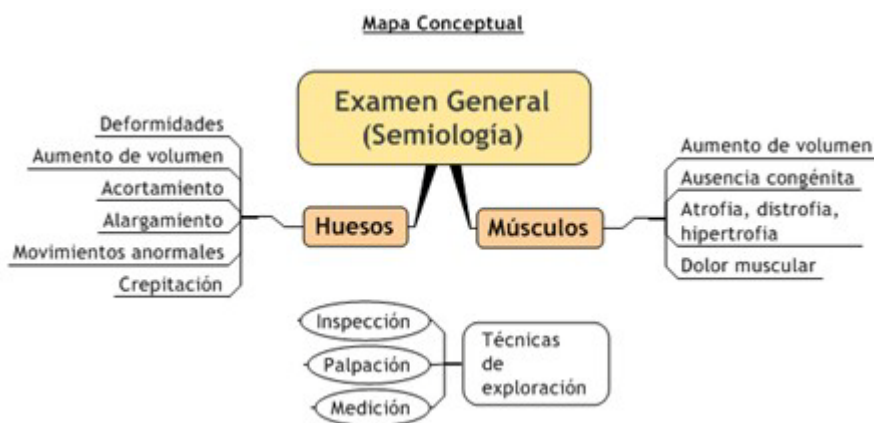 Mapa Conceptual
Examen General
(Semiología)
Deformidades
Aumento de volumen
Acortamiento
Alargamiento
Movimientos anormales
Crepitación
Huesos
Músculos
Aumento de volumen
Ausencia congénita
Atrofia, distrofia,
hipertrofia
Dolor muscular
Inspección
Palpación
Medición
Técnicas
de
exploración